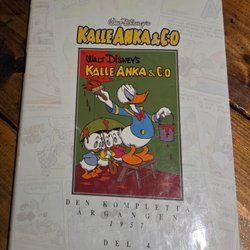 Walt Disney's
KALLE ANKA & C:O
WALT DISNEY'S
KALLE ANKA & C:O
DEN KOMPLETTA
ÅRGÅNGEN
1957
DEL 4